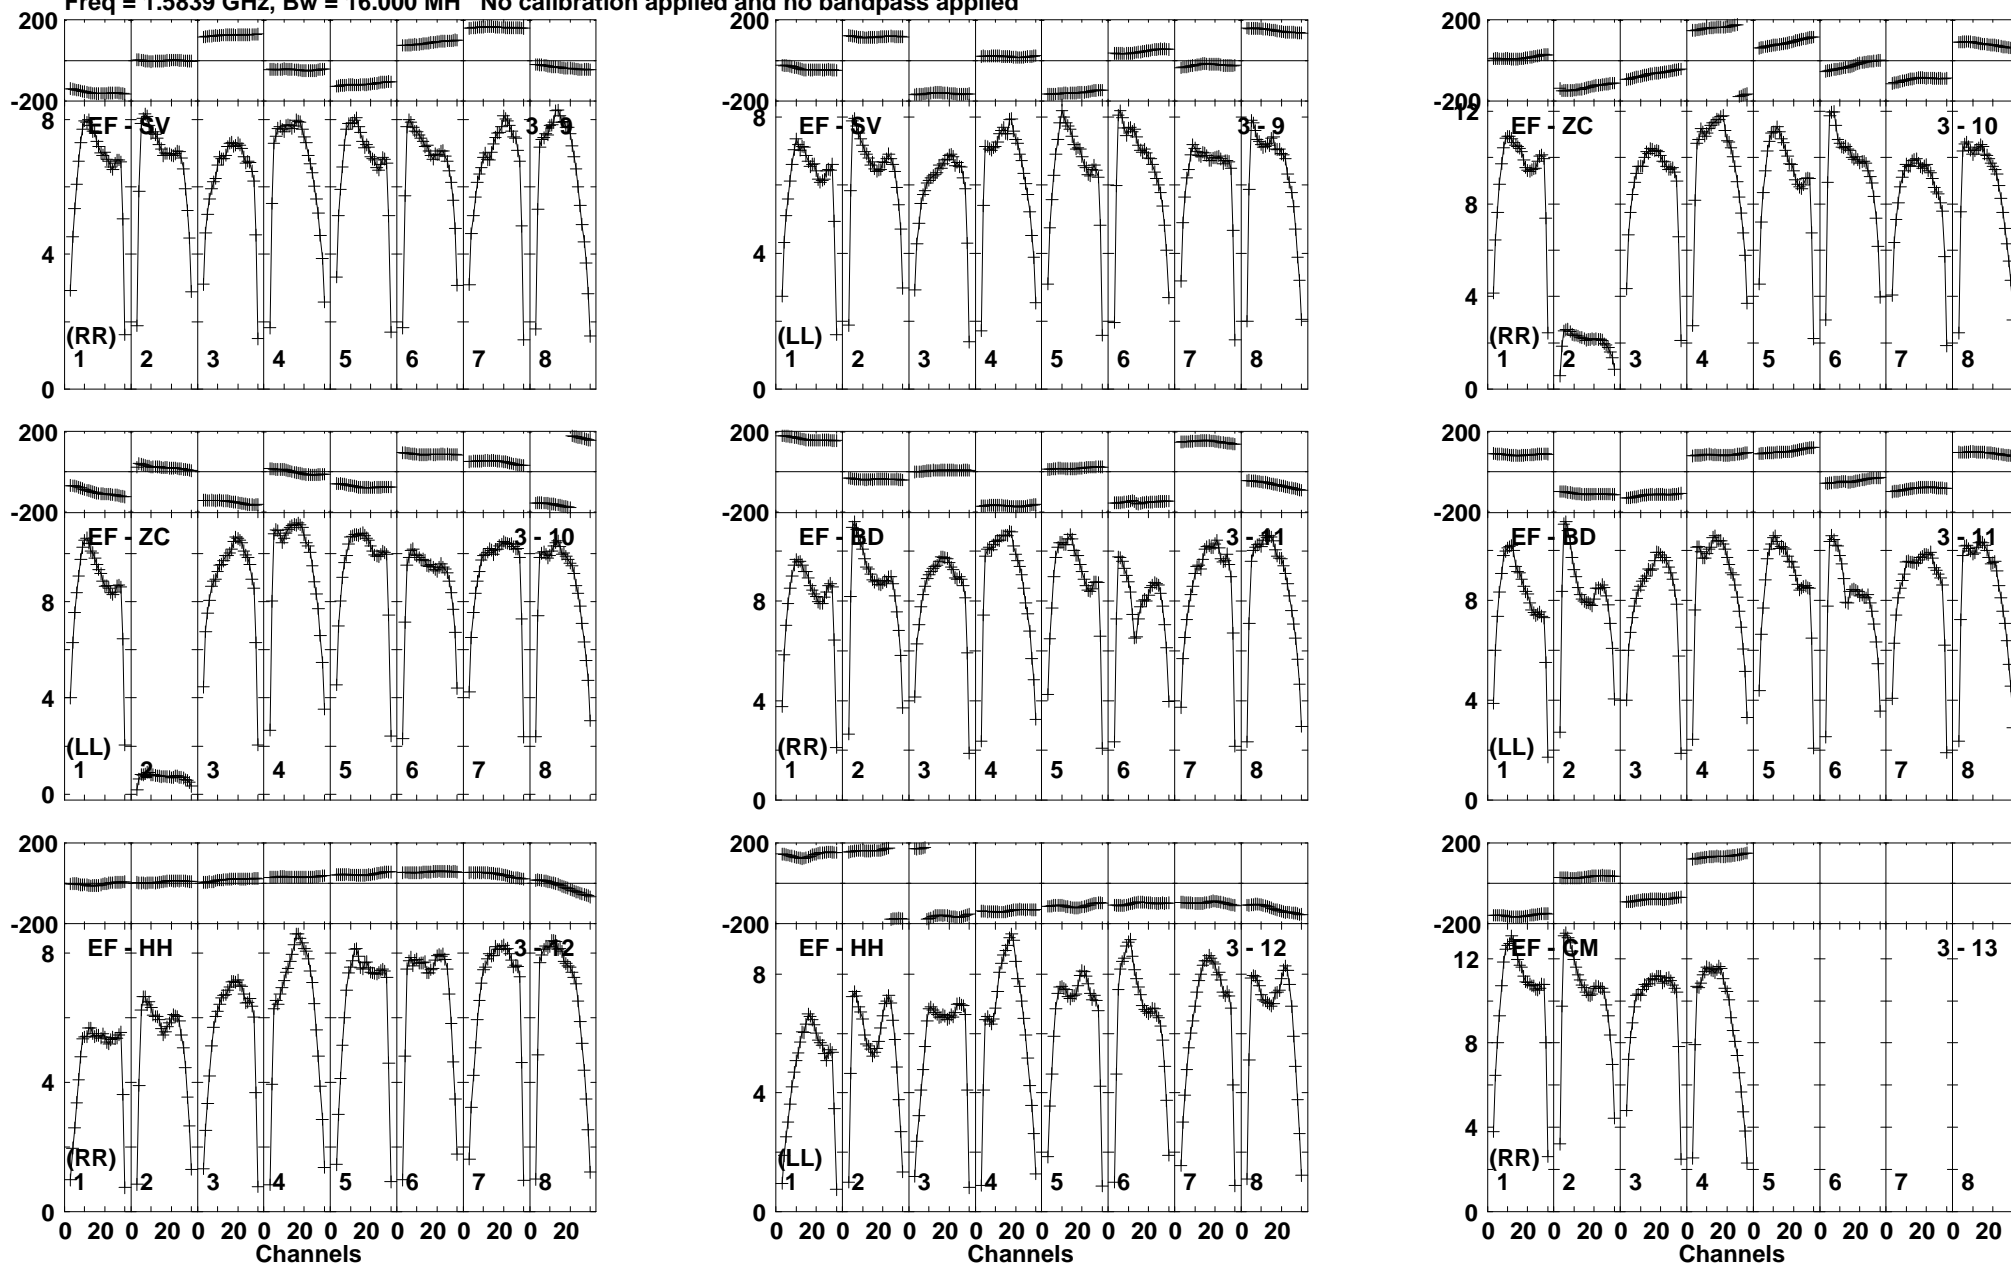 Freq = 1.5839 GHz, Bw = 16.000 MH No calibration applied and no bandpass applied
200 200 200
-200 -200 -200
8 EF - SV 3 - 9 8 EF - SV 3 - 9 12 EF - ZC 3 - 10
8
4 4 4
(RR) (LL) (RR)
1 2 3 4 5 6 7 8 1 2 3 4 5 6 7 8 1 2 3 4 5 6 7 8
0 0 0
200 200 200
-200 -200 -200
EF - ZC 3 - 10 EF - BD 3 - 11 EF - BD 3 - 11
8 8 8
4 4 4
(LL) (RR) (LL)
1 2 3 4 5 6 7 8 1 2 3 4 5 6 7 8 1 2 3 4 5 6 7 8
0 0 0
200 200 200
-200 -200 -200
8 EF - HH 3 - 12 8 EF - HH 3 - 12 12 EF - CM 3 - 13
8
4 4 4
(RR) (LL) (RR)
1 2 3 4 5 6 7 8 1 2 3 4 5 6 7 8 1 2 3 4 5 6 7 8
0 0 0
0 20 0 20 0 20 0 20 0 20 0 20 0 20 0 20 0 20 0 20 0 20 0 20 0 20 0 20 0 20 0 20 0 20 0 20 0 20 0 20 0 20 0 20 0 20 0 20
Channels Channels Channels